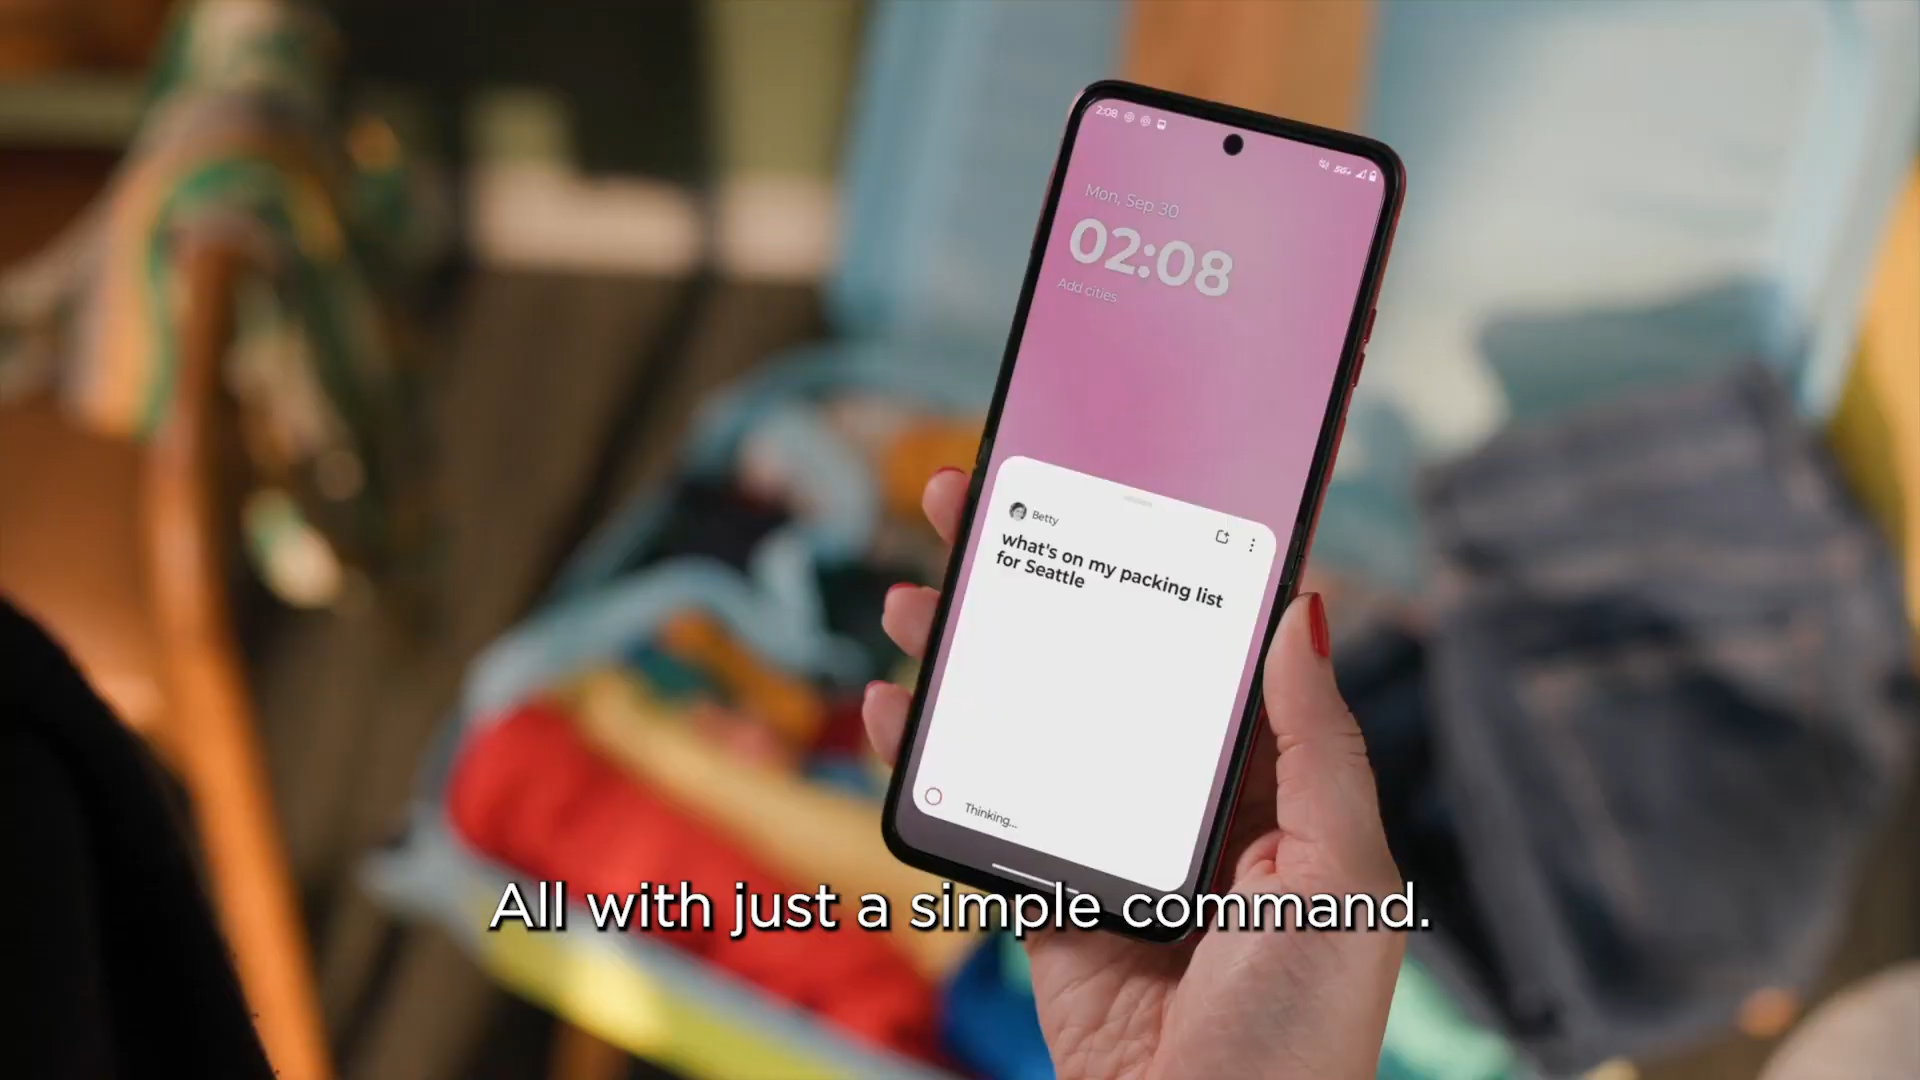 2:08
5G+
Mon, Sep 30
02:08
Add cities
Betty
what's on my packing list
for Seattle
Thinking...
All with just a simple command.